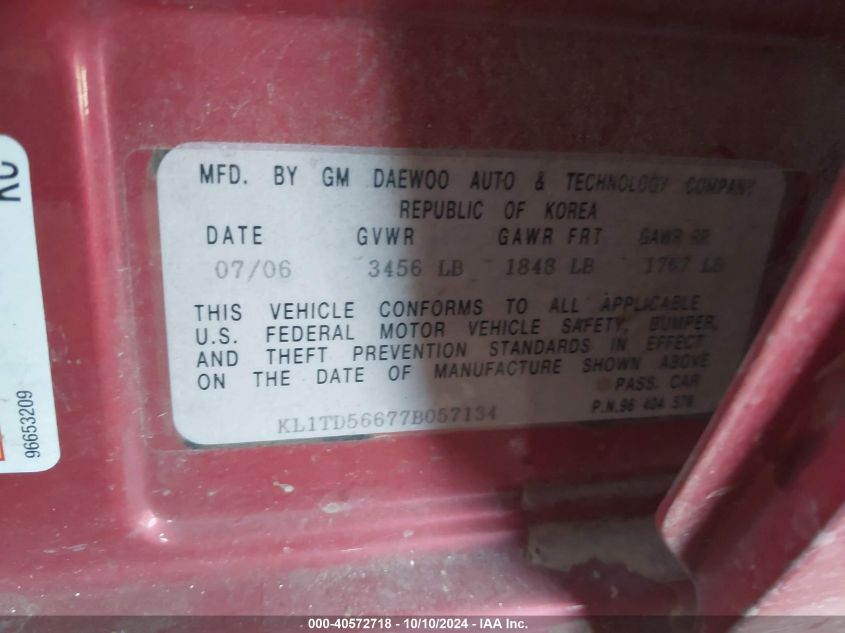 MFD. BY GM DAEWOO AUTO & TECHNOLOGY COMPANY
REPUBLIC OF KOREA
DATE GVWR GAWR FRT GAWR RR
07/06 3456 LB 1848 LB 1767 LB
THIS VEHICLE CONFORMS TO ALL APPLICABLE
U.S. FEDERAL MOTOR VEHICLE SAFETY, BUMPER,
AND THEFT PREVENTION STANDARDS IN EFFECT
ON THE DATE OF MANUFACTURE SHOWN ABOVE
PASS. CAR
KL1TD56677B057134
P.N.96 404 578
96653209
000-40572718 - 10/10/2024 - IAA Inc.